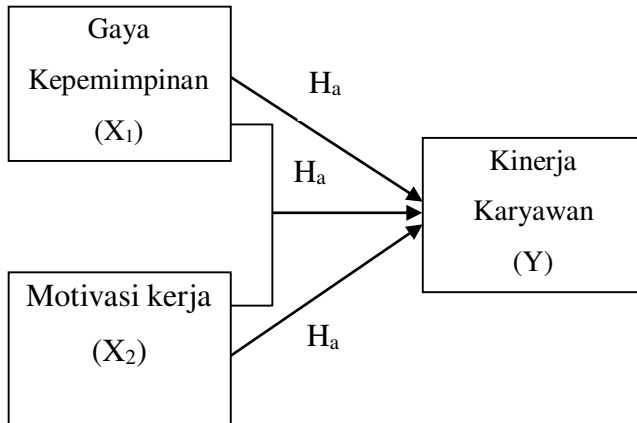 Gaya
Kepemimpinan
(X₁)
Hₐ
Hₐ
Kinerja
Karyawan
(Y)
Motivasi kerja
(X₂)
Hₐ